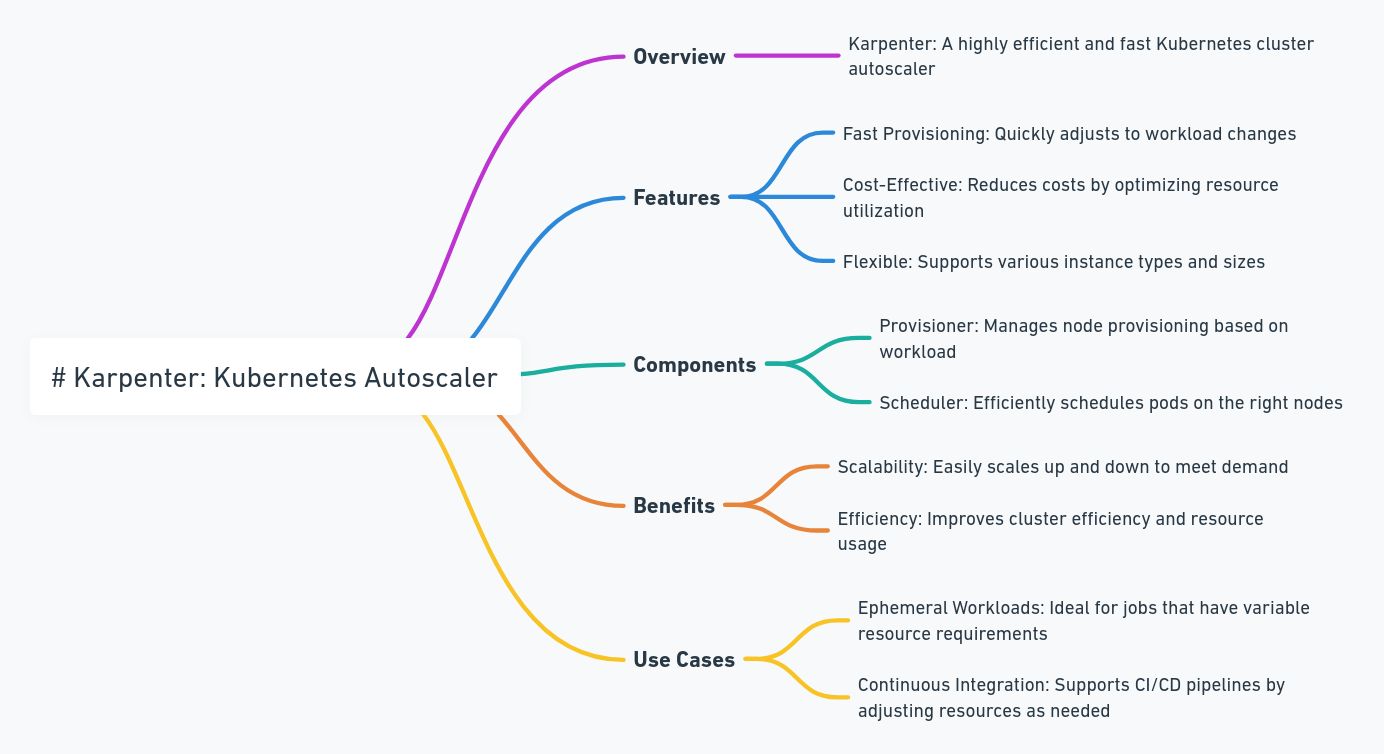 # Karpenter: Kubernetes Autoscaler
Overview
Karpenter: A highly efficient and fast Kubernetes cluster
autoscaler
Features
Fast Provisioning: Quickly adjusts to workload changes
Cost-Effective: Reduces costs by optimizing resource
utilization
Flexible: Supports various instance types and sizes
Components
Provisioner: Manages node provisioning based on
workload
Scheduler: Efficiently schedules pods on the right nodes
Benefits
Scalability: Easily scales up and down to meet demand
Efficiency: Improves cluster efficiency and resource
usage
Use Cases
Ephemeral Workloads: Ideal for jobs that have variable
resource requirements
Continuous Integration: Supports CI/CD pipelines by
adjusting resources as needed